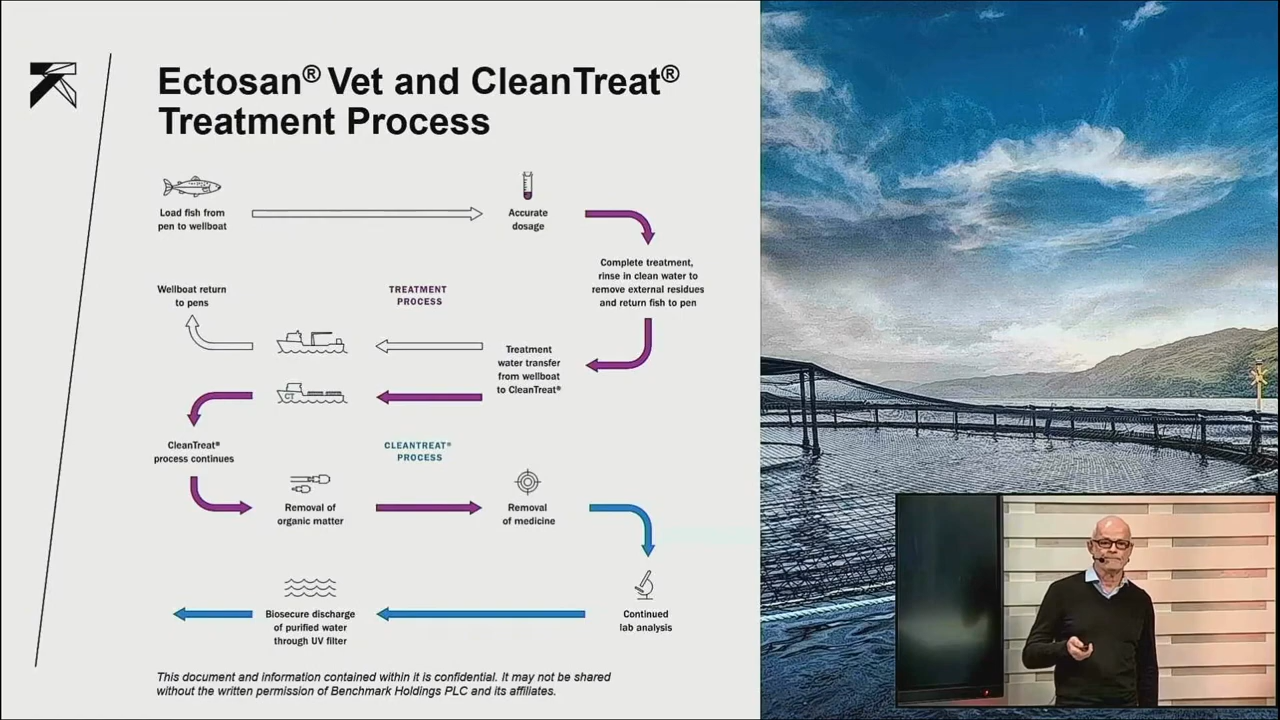 Ectosan® Vet and CleanTreat®
Treatment Process
Load fish from
pen to wellboat
Accurate
dosage
Complete treatment,
rinse in clean water to
remove external residues
and return fish to pen
Wellboat return
to pens
TREATMENT
PROCESS
Treatment
water transfer
from wellboat
to CleanTreat®
CT
CleanTreat®
process continues
CLEANTREAT®
PROCESS
Removal of
organic matter
Removal
of medicine
Biosecure discharge
of purified water
through UV filter
Continued
lab analysis
This document and information contained within it is confidential. It may not be shared
without the written permission of Benchmark Holdings PLC and its affiliates.